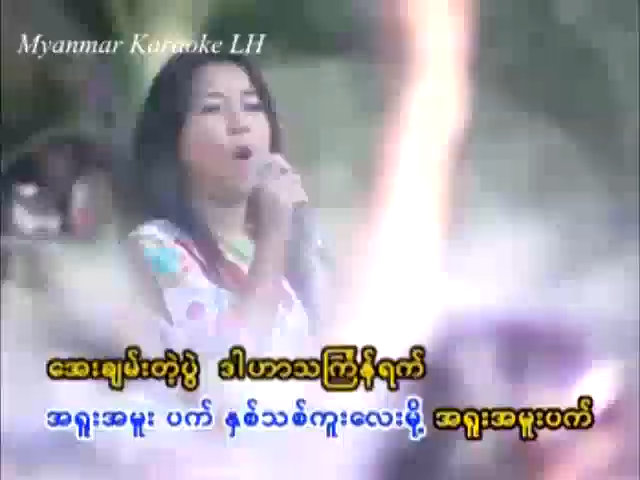 Myanmar Karaoke LH
အေးချမ်းတဲ့ပွဲ ဒါဟာသင်္ကြန်ရက်
အရူးအမူး ပက် နှစ်သစ်ကူးလေးမို့ အရူးအမူးပက်